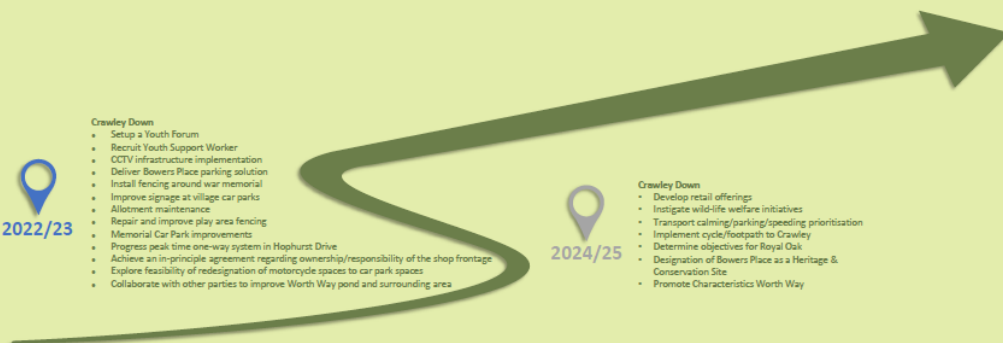 2022/23
Crawley Down
• Setup a Youth Forum
• Recruit Youth Support Worker
• CCTV infrastructure implementation
• Deliver Bowers Place parking solution
• Install fencing around war memorial
• Improve signage at village car parks
• Allotment maintenance
• Repair and improve play area fencing
• Memorial Car Park improvements
• Progress peak time one-way system in Hophurst Drive
• Achieve an in-principle agreement regarding ownership/responsibility of the shop frontage
• Explore feasibility of redesignation of motorcycle spaces to car park spaces
• Collaborate with other parties to improve Worth Way pond and surrounding area
2024/25
Crawley Down
• Develop retail offerings
• Instigate wild-life welfare initiatives
• Transport calming/parking/speeding prioritisation
• Implement cycle/footpath to Crawley
• Determine objectives for Royal Oak
• Designation of Bowers Place as a Heritage &
Conservation Site
• Promote Characteristics Worth Way